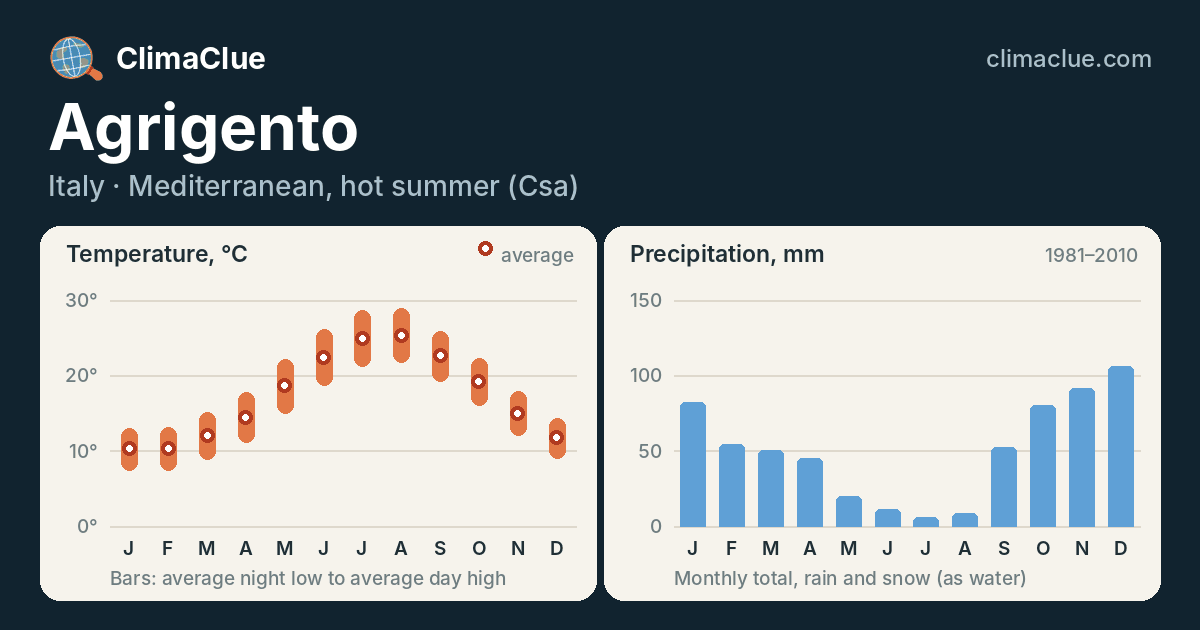 ClimaClue
climaclue.com
Agrigento
Italy · Mediterranean, hot summer (Csa)
Temperature, °C
average
30°
20°
10°
0°
J F M A M J J A S O N D
Bars: average night low to average day high
Precipitation, mm
1981–2010
150
100
50
0
J F M A M J J A S O N D
Monthly total, rain and snow (as water)